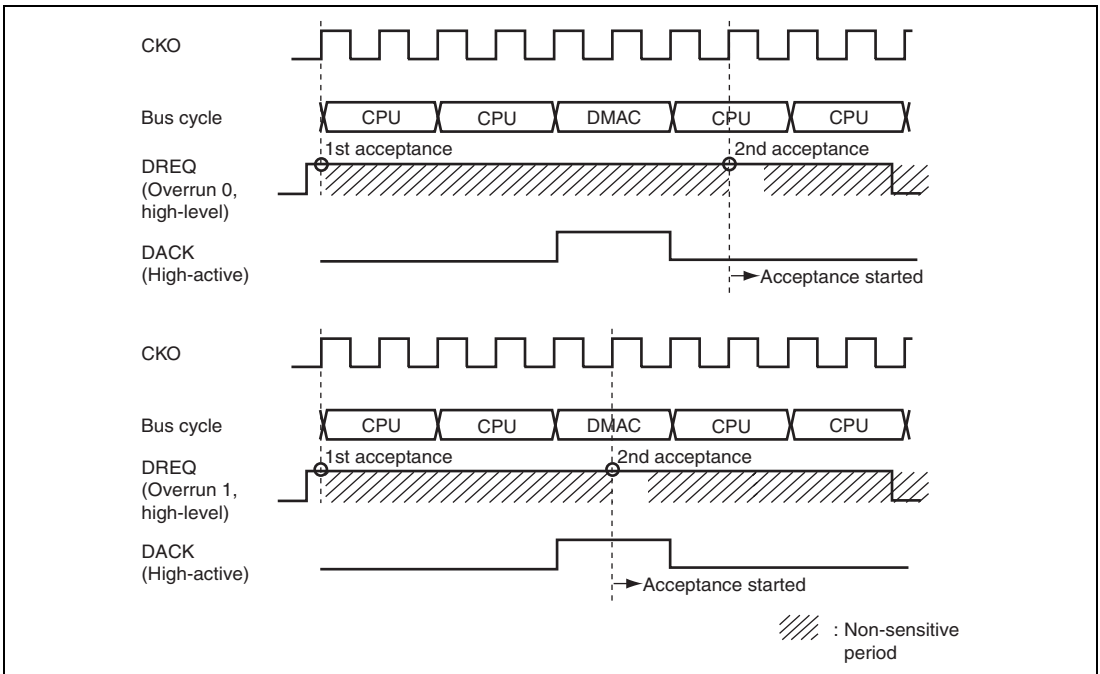 CKO
Bus cycle CPU CPU DMAC CPU CPU
1st acceptance 2nd acceptance
DREQ
(Overrun 0,
high-level)
DACK
(High-active)
Acceptance started
CKO
Bus cycle CPU CPU DMAC CPU CPU
1st acceptance 2nd acceptance
DREQ
(Overrun 1,
high-level)
DACK
(High-active)
Acceptance started
: Non-sensitive
period